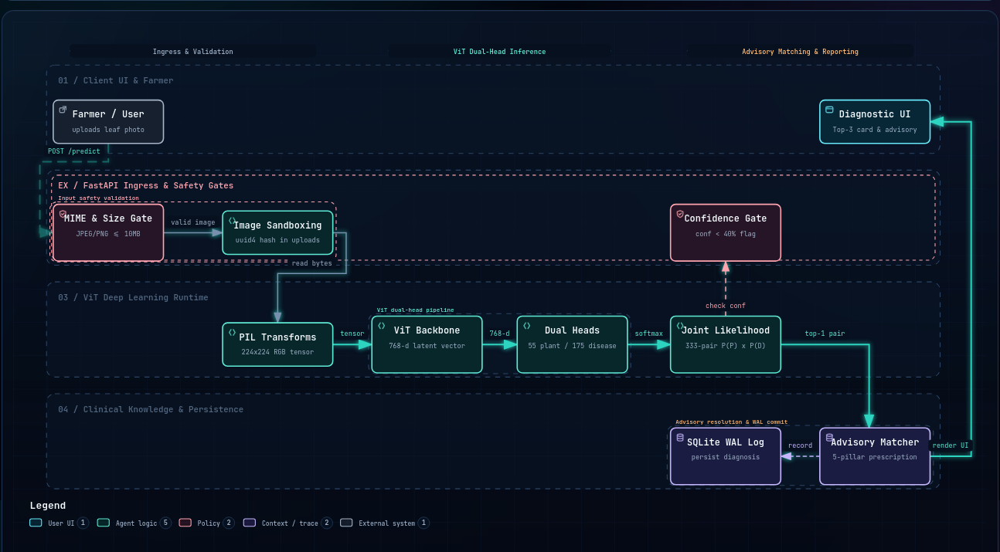 Ingress & Validation
ViT Dual-Head Inference
Advisory Matching & Reporting
01 / Client UI & Farmer
Farmer / User
uploads leaf photo
Diagnostic UI
Top-3 card & advisory
POST /predict
EX / FastAPI Ingress & Safety Gates
Input safety validation
MIME & Size Gate
JPEG/PNG ⩽ 10MB
valid image
Image Sandboxing
uuid4 hash in uploads
Confidence Gate
conf < 40% flag
read bytes
03 / ViT Deep Learning Runtime
check conf
ViT dual-head pipeline
PIL Transforms
224x224 RGB tensor
tensor
ViT Backbone
768-d latent vector
768-d
Dual Heads
55 plant / 175 disease
softmax
Joint Likelihood
333-pair P(P) x P(D)
top-1 pair
04 / Clinical Knowledge & Persistence
Advisory resolution & WAL commit
SQLite WAL Log
persist diagnosis
record
Advisory Matcher
5-pillar prescription
render UI
Legend
User UI 1
Agent logic 5
Policy 2
Context / trace 2
External system 1